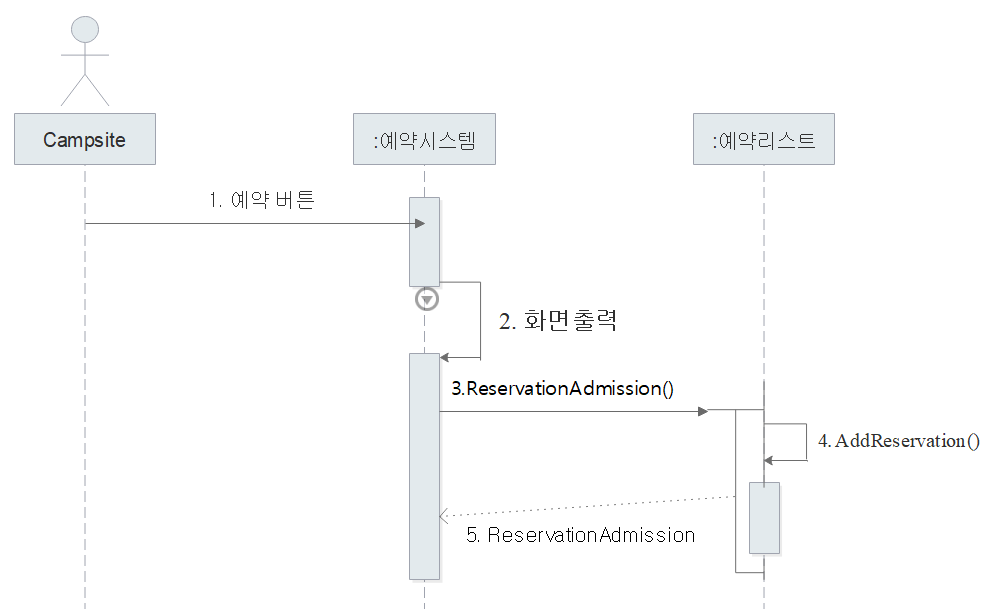 Campsite
:예약시스템
:예약리스트
1. 예약 버튼
2. 화면출력
3.ReservationAdmission()
4. AddReservation()
5. ReservationAdmission